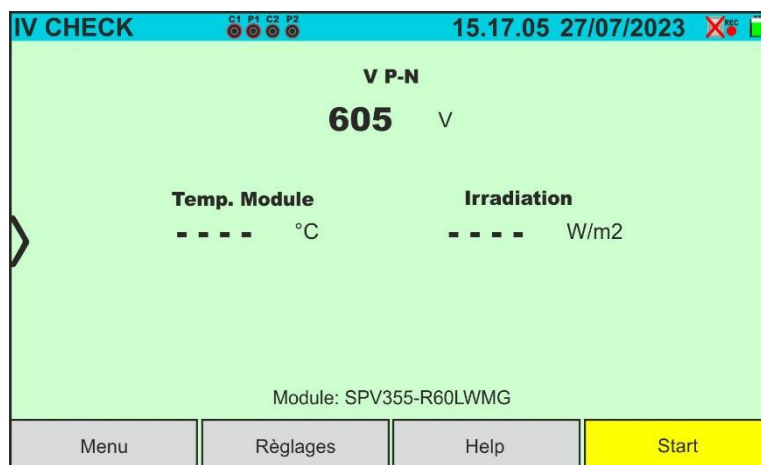 IV CHECK C1 P1 C2 P2 15.17.05 27/07/2023 REC
V P-N
605 V
Temp. Module Irradiation
- - - - °C - - - - W/m2
Module: SPV355-R60LWMG
Menu Règlages Help Start